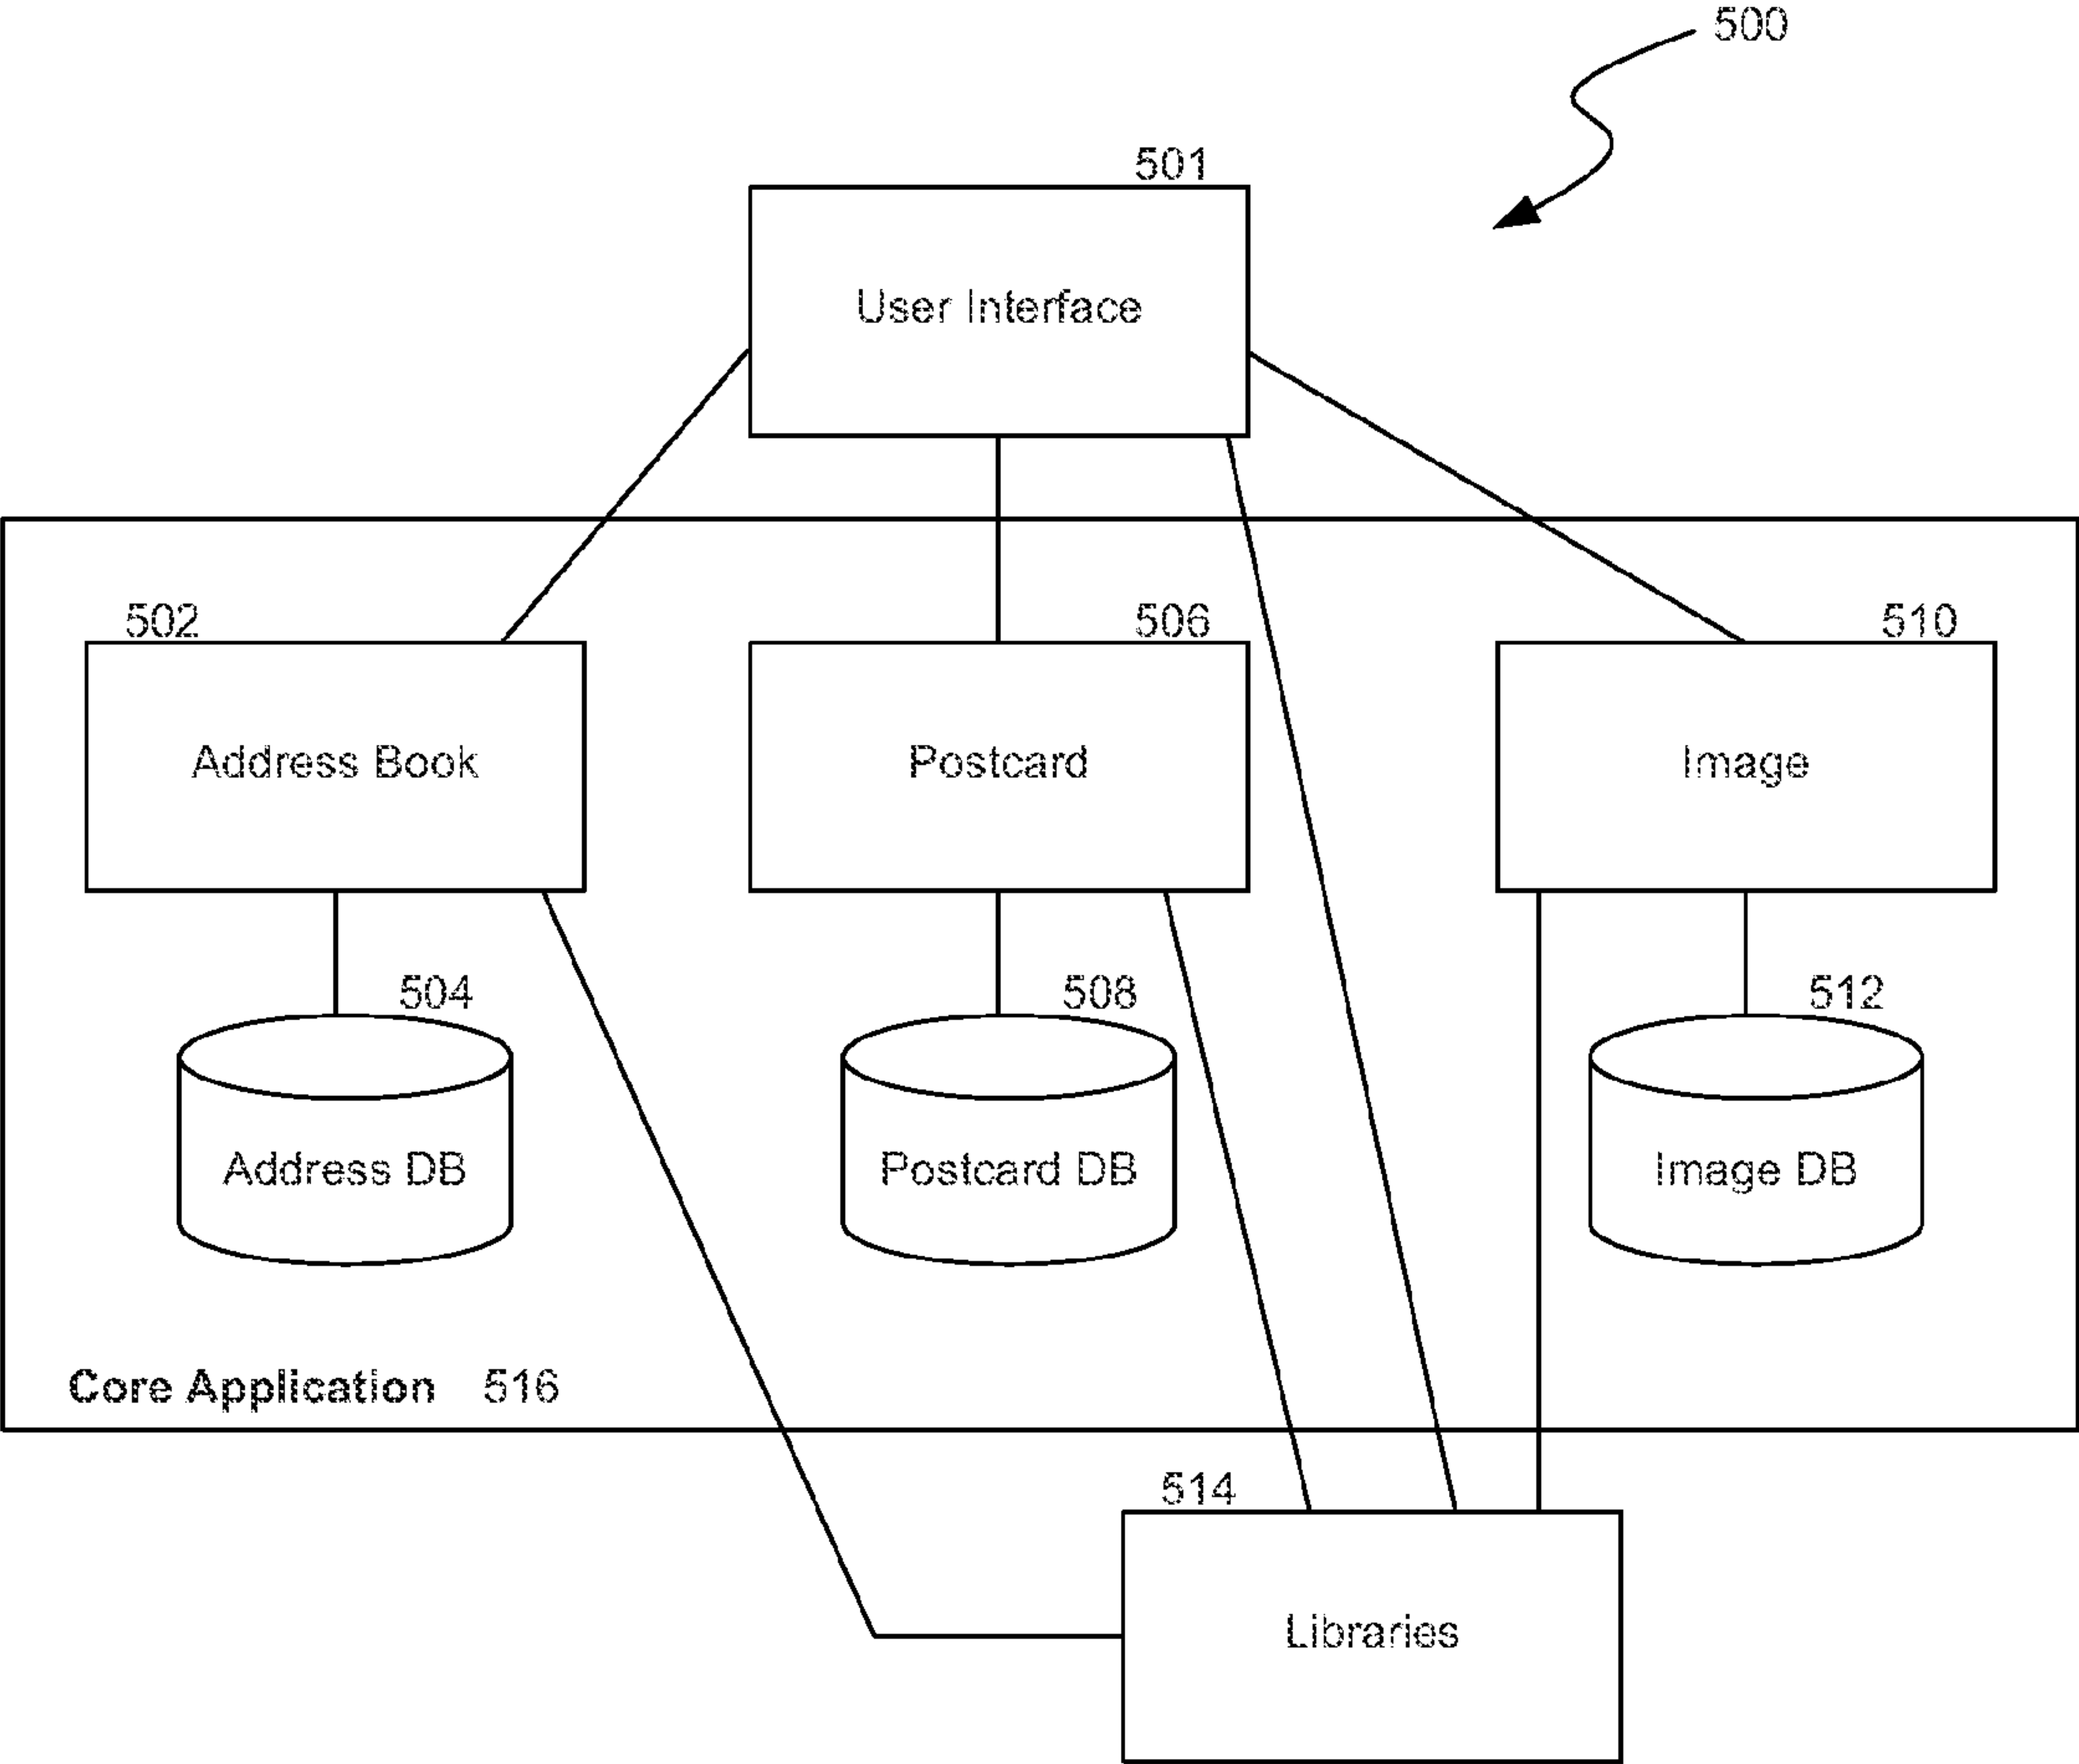 500
501
User Interface
502
506
510
Address Book
Postcard
Image
504
508
512
Address DB
Postcard DB
Image DB
Core Application 516
514
Libraries